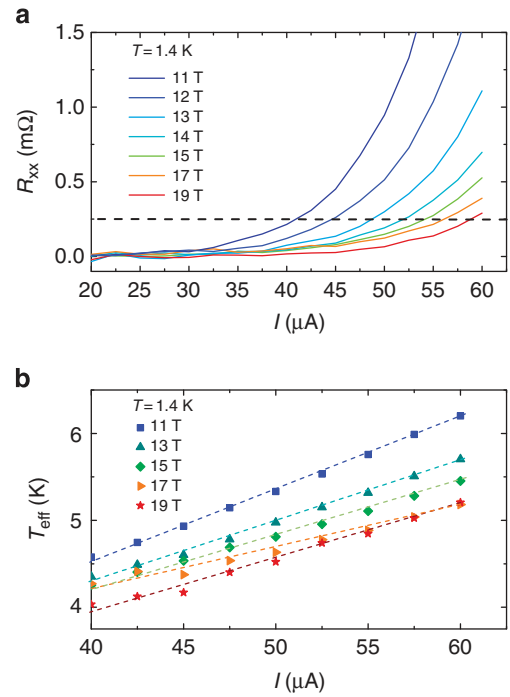 a
1.5
1.0
0.5
0.0
Rxx (mΩ)
T = 1.4 K
11 T
12 T
13 T
14 T
15 T
17 T
19 T
20 25 30 35 40 45 50 55 60
I (μA)
b
6
5
4
Teff (K)
T = 1.4 K
11 T
13 T
15 T
17 T
19 T
40 45 50 55 60
I (μA)